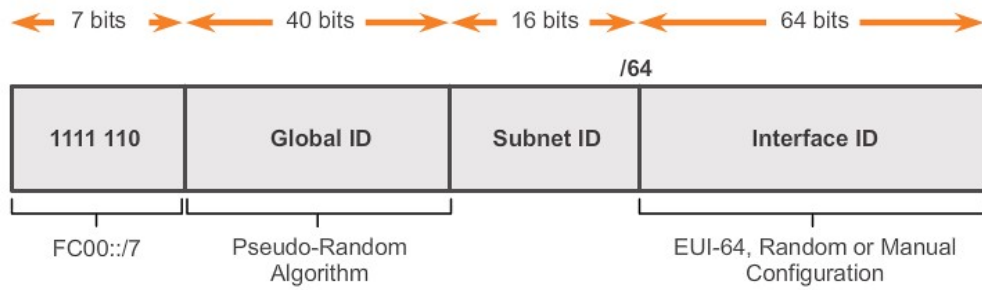 7 bits 40 bits 16 bits 64 bits
/64
1111 110 Global ID Subnet ID Interface ID
FC00::/7 Pseudo-Random EUI-64, Random or Manual
Algorithm Configuration